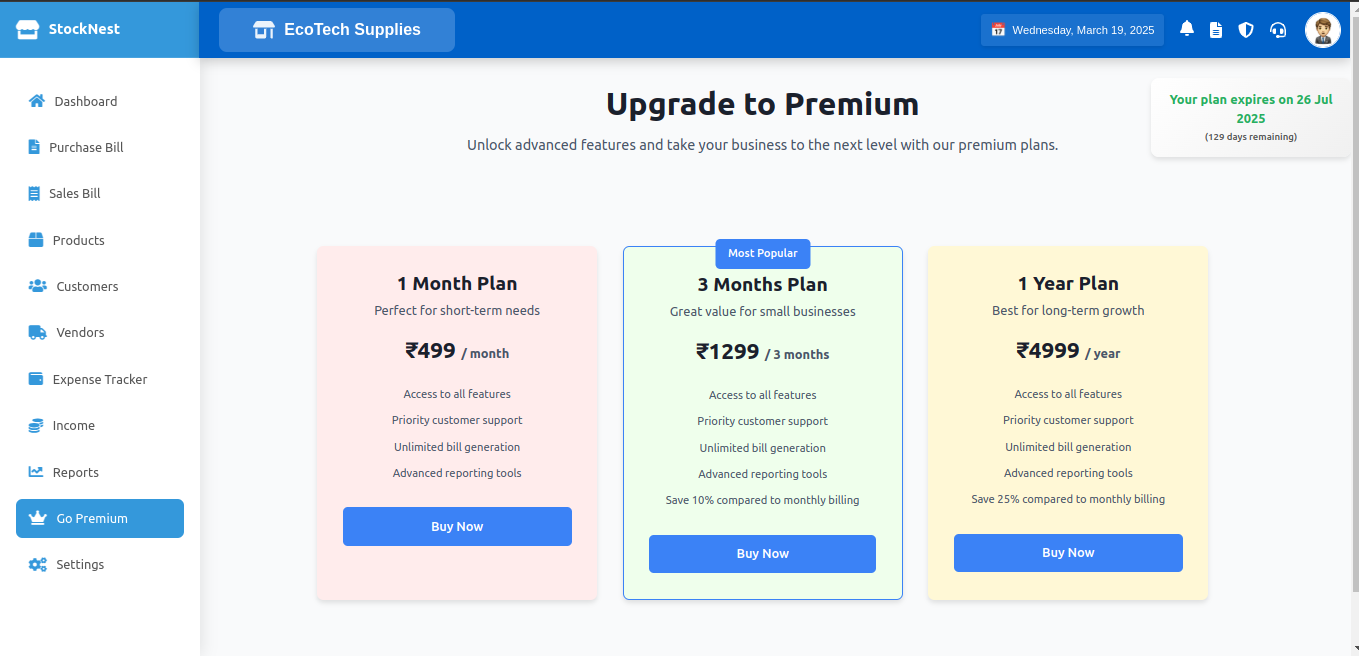 StockNest
EcoTech Supplies
Wednesday, March 19, 2025
Dashboard
Purchase Bill
Sales Bill
Products
Customers
Vendors
Expense Tracker
Income
Reports
Go Premium
Settings
Upgrade to Premium
Unlock advanced features and take your business to the next level with our premium plans.
Your plan expires on 26 Jul
2025
(129 days remaining)
1 Month Plan
Perfect for short-term needs
₹499 / month
Access to all features
Priority customer support
Unlimited bill generation
Advanced reporting tools
Buy Now
Most Popular
3 Months Plan
Great value for small businesses
₹1299 / 3 months
Access to all features
Priority customer support
Unlimited bill generation
Advanced reporting tools
Save 10% compared to monthly billing
Buy Now
1 Year Plan
Best for long-term growth
₹4999 / year
Access to all features
Priority customer support
Unlimited bill generation
Advanced reporting tools
Save 25% compared to monthly billing
Buy Now